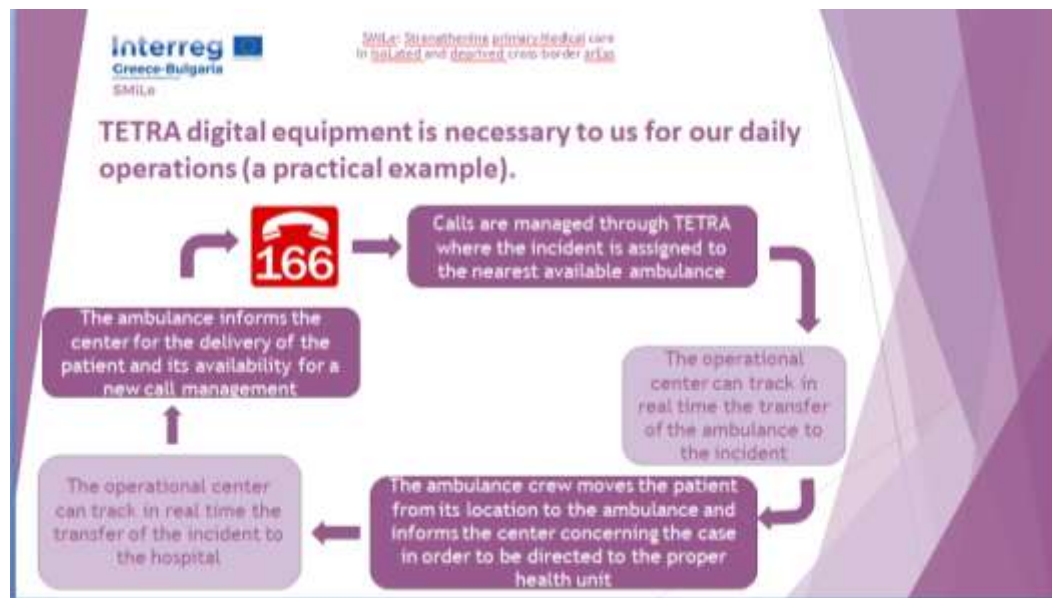 Interreg
Greece-Bulgaria
SMiLe
SMiLe: Strengthening primary Medical care
in IsoLated and deprived cross border arEas
TETRA digital equipment is necessary to us for our daily
operations (a practical example).
166
Calls are managed through TETRA
where the incident is assigned to
the nearest available ambulance
The operational
center can track in
real time the transfer
of the ambulance to
the incident
The ambulance crew moves the patient
from its location to the ambulance and
informs the center concerning the case
in order to be directed to the proper
health unit
The operational center
can track in real time the
transfer of the incident to
the hospital
The ambulance informs the
center for the delivery of the
patient and its availability for a
new call management